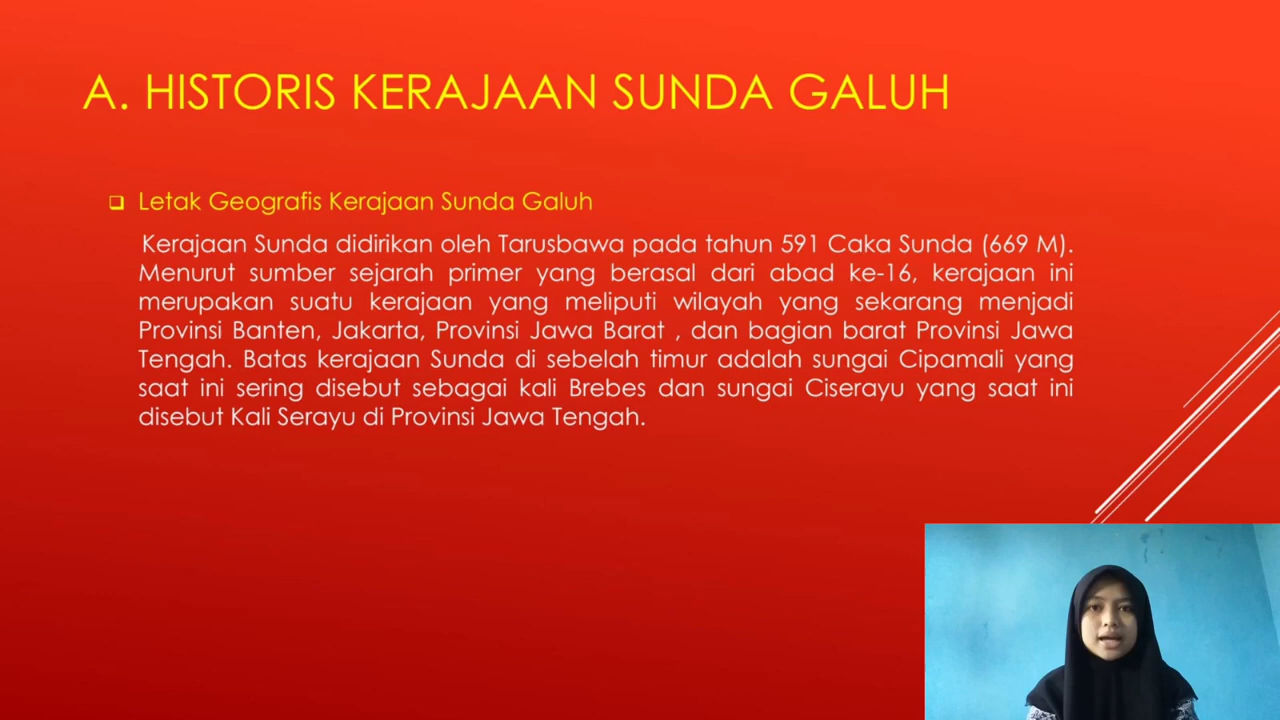 A. HISTORIS KERAJAAN SUNDA GALUH
Letak Geografis Kerajaan Sunda Galuh
Kerajaan Sunda didirikan oleh Tarusbawa pada tahun 591 Caka Sunda (669 M).
Menurut sumber sejarah primer yang berasal dari abad ke-16, kerajaan ini
merupakan suatu kerajaan yang meliputi wilayah yang sekarang menjadi
Provinsi Banten, Jakarta, Provinsi Jawa Barat , dan bagian barat Provinsi Jawa
Tengah. Batas kerajaan Sunda di sebelah timur adalah sungai Cipamali yang
saat ini sering disebut sebagai kali Brebes dan sungai Ciserayu yang saat ini
disebut Kali Serayu di Provinsi Jawa Tengah.